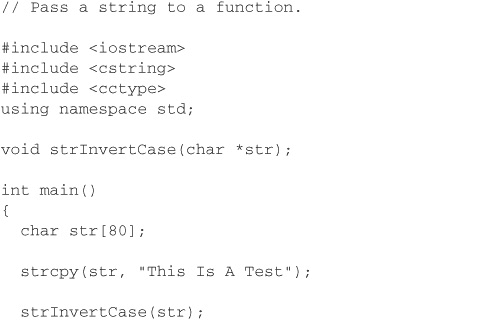 // Pass a string to a function.
#include <iostream>
#include <cstring>
#include <cctype>
using namespace std;
void strInvertCase(char *str);
int main()
{
char str[80];
strcpy(str, "This Is A Test");
strInvertCase(str);